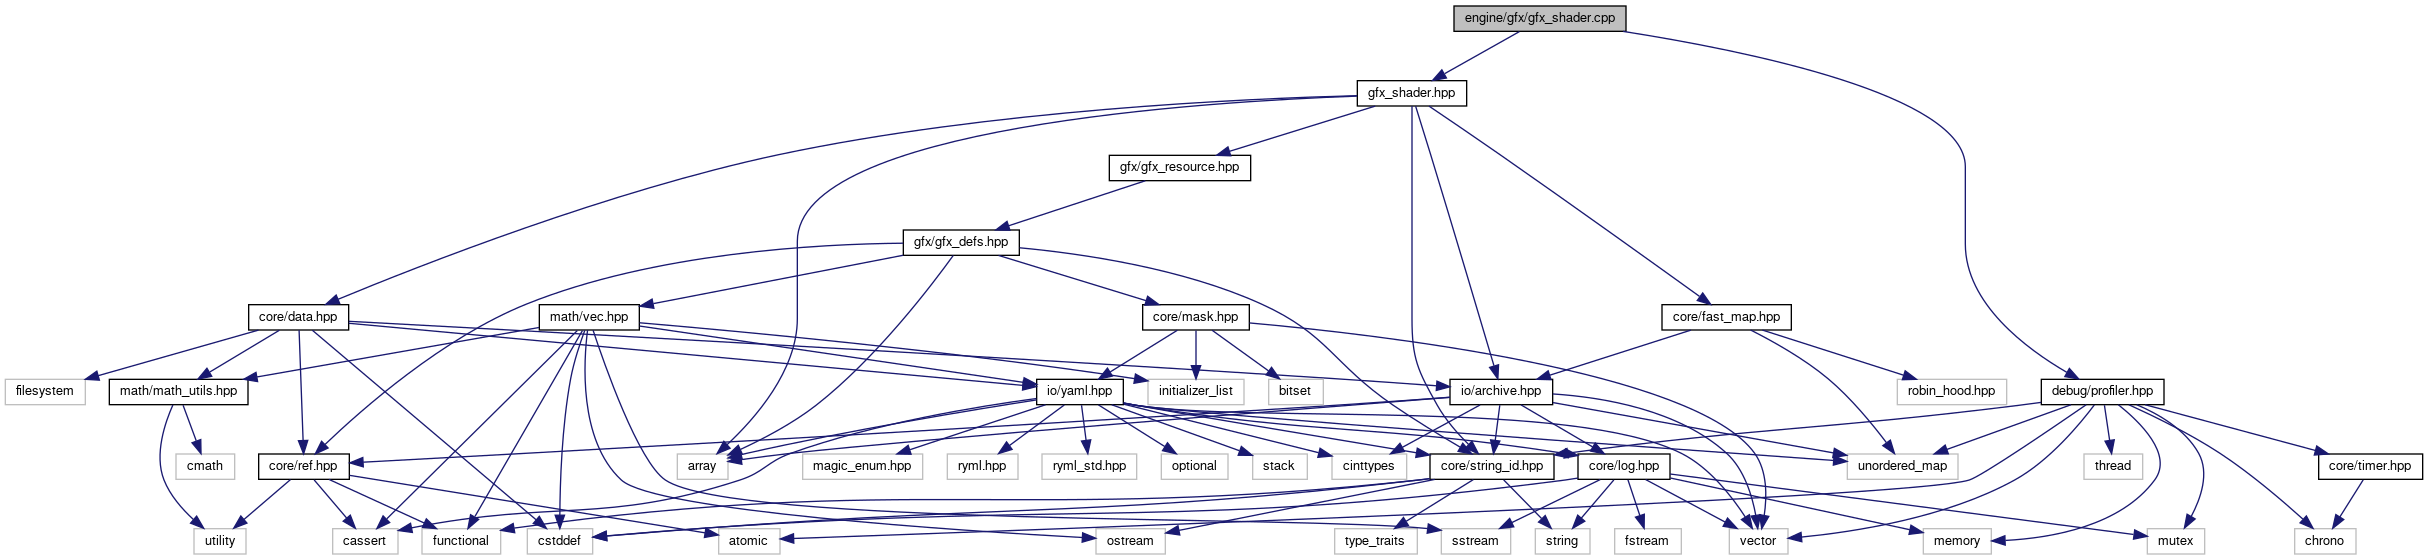 engine/gfx/gfx_shader.cpp
gfx_shader.hpp
gfx/gfx_resource.hpp
gfx/gfx_defs.hpp
core/data.hpp
math/vec.hpp
core/mask.hpp
core/fast_map.hpp
filesystem
math/math_utils.hpp
io/yaml.hpp
initializer_list
bitset
io/archive.hpp
robin_hood.hpp
debug/profiler.hpp
cmath
core/ref.hpp
array
magic_enum.hpp
ryml.hpp
ryml_std.hpp
optional
stack
cinttypes
core/string_id.hpp
core/log.hpp
unordered_map
thread
core/timer.hpp
utility
cassert
functional
cstddef
atomic
ostream
type_traits
sstream
string
fstream
vector
memory
mutex
chrono